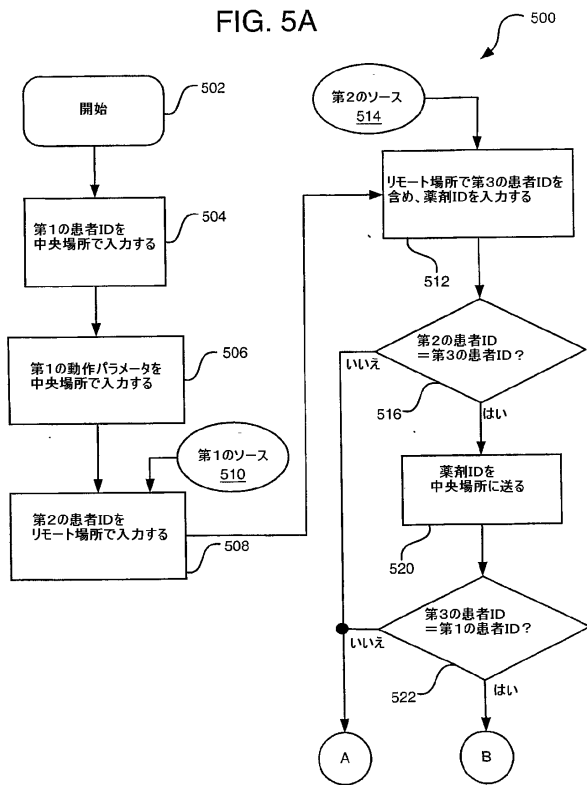 FIG. 5A
500
開始
502
第1の患者IDを
中央場所で入力する
504
第1の動作パラメータを
中央場所で入力する
506
第1のソース
510
第2の患者IDを
リモート場所で入力する
508
第2のソース
514
リモート場所で第3の患者IDを
含め、薬剤IDを入力する
512
第2の患者ID
=第3の患者ID?
いいえ
516
はい
薬剤IDを
中央場所に送る
520
第3の患者ID
=第1の患者ID?
いいえ
522
はい
A
B